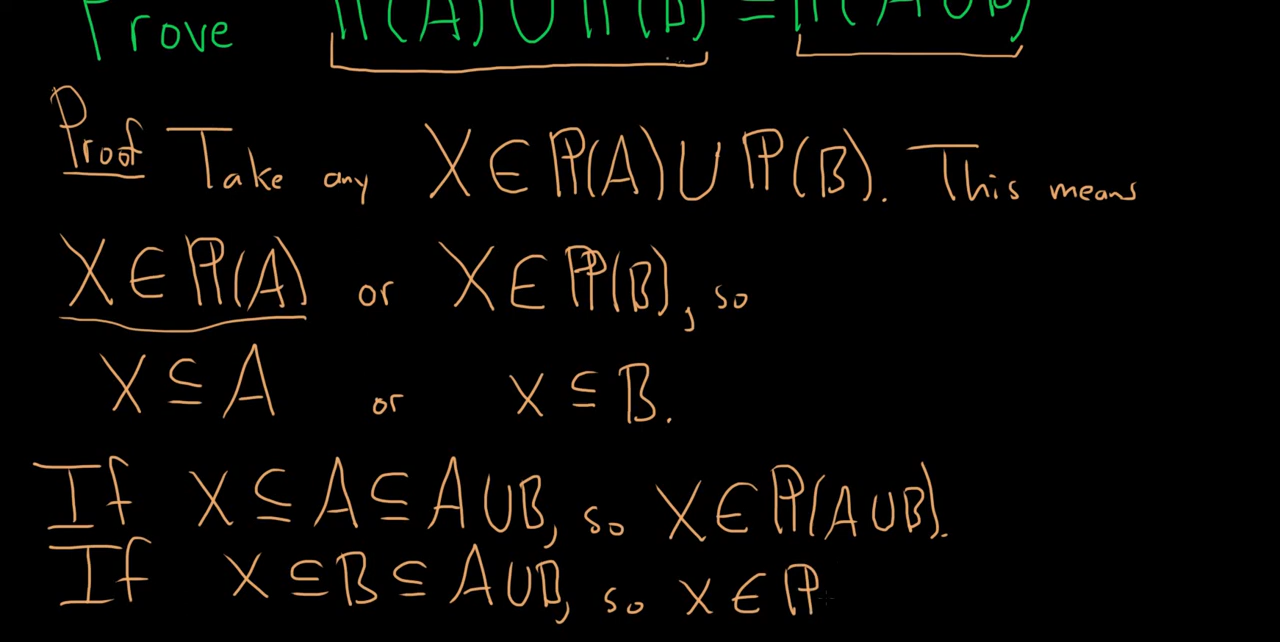 Prove ℙ(A) ∪ ℙ(B) ⊆ ℙ(A ∪ B)
Proof Take any X ∈ ℙ(A) ∪ ℙ(B). This means
X ∈ ℙ(A) or X ∈ ℙ(B), so
X ⊆ A or X ⊆ B.
If X ⊆ A ⊆ A ∪ B, so X ∈ ℙ(A ∪ B).
If X ⊆ B ⊆ A ∪ B, so X ∈ ℙ